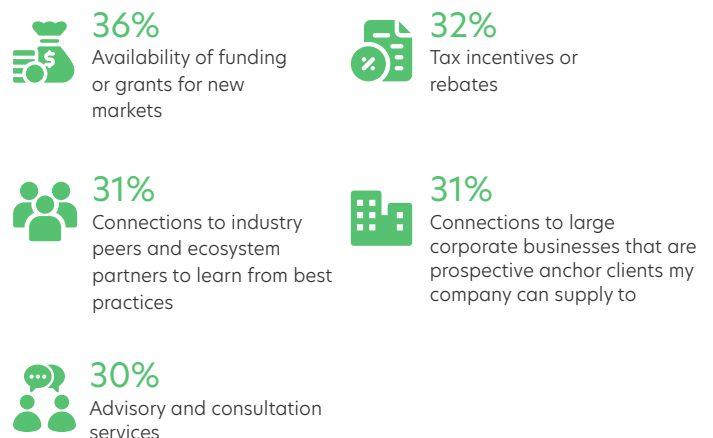 36%
Availability of funding
or grants for new
markets
32%
Tax incentives or
rebates
31%
Connections to industry
peers and ecosystem
partners to learn from best
practices
31%
Connections to large
corporate businesses that are
prospective anchor clients my
company can supply to
30%
Advisory and consultation
services